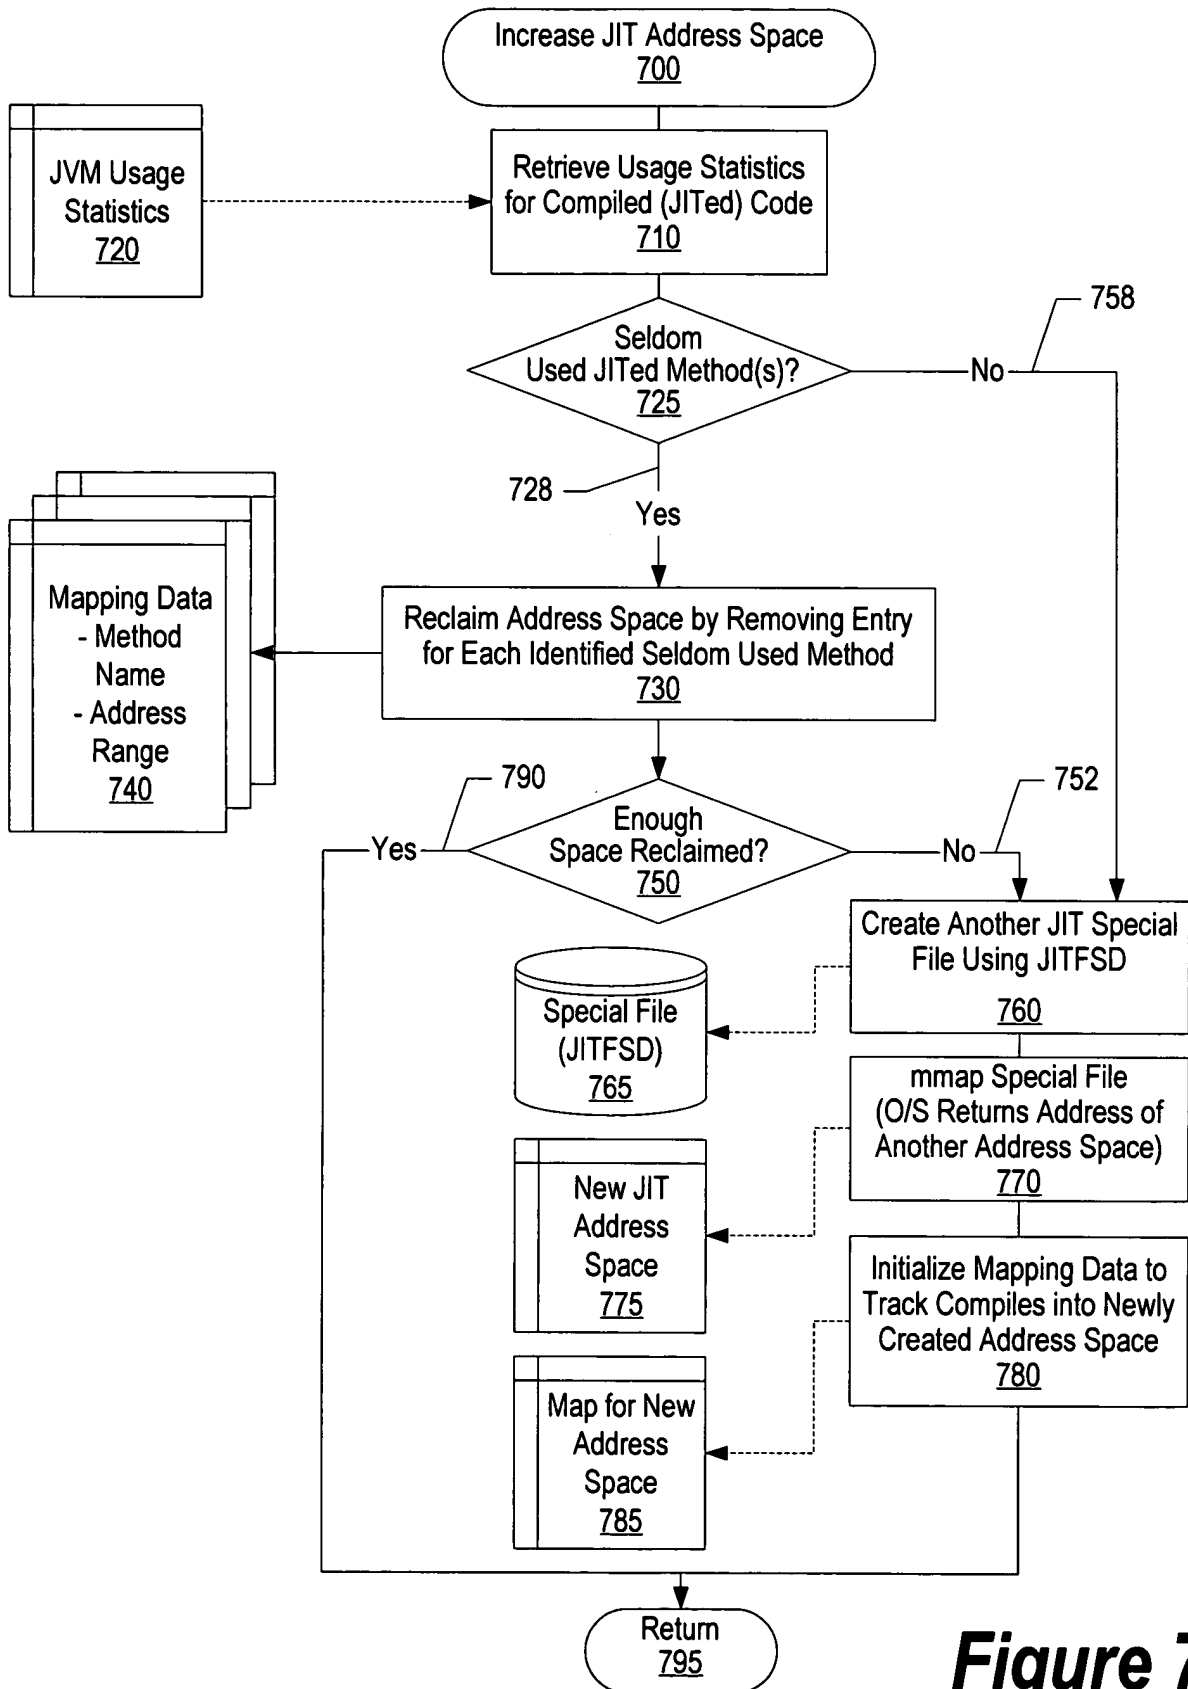 Increase JIT Address Space
700
JVM Usage
Statistics
720
Retrieve Usage Statistics
for Compiled (JITed) Code
710
758
Seldom
Used JITed Method(s)?
725
No
728
Yes
Mapping Data
- Method
Name
- Address
Range
740
Reclaim Address Space by Removing Entry
for Each Identified Seldom Used Method
730
790
752
Enough
Space Reclaimed?
750
Yes
No
Create Another JIT Special
File Using JITFSD
760
Special File
(JITFSD)
765
mmap Special File
(O/S Returns Address of
Another Address Space)
770
New JIT
Address
Space
775
Initialize Mapping Data to
Track Compiles into Newly
Created Address Space
780
Map for New
Address
Space
785
Return
795
Figure 7